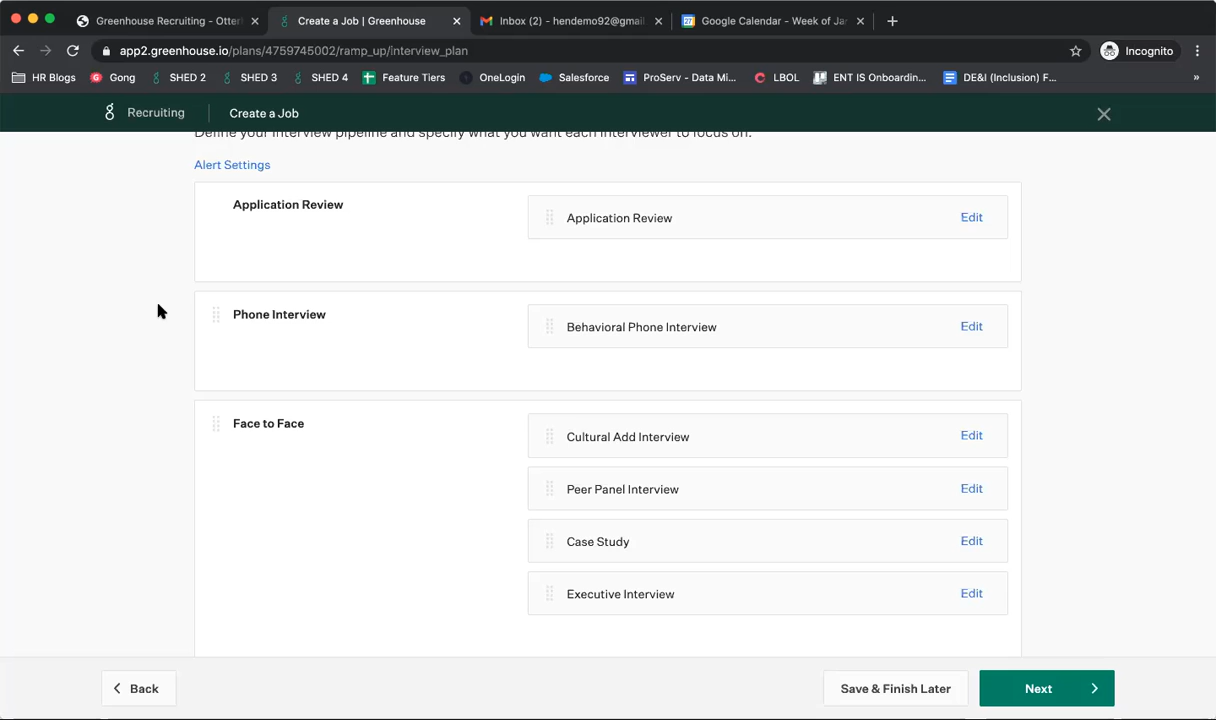 Greenhouse Recruiting - Otter
Create a Job | Greenhouse
Inbox (2) - hendemo92@gmail.
Google Calendar - Week of Jan
app2.greenhouse.io/plans/4759745002/ramp_up/interview_plan
Incognito
HR Blogs
Gong
SHED 2
SHED 3
SHED 4
Feature Tiers
OneLogin
Salesforce
ProServ - Data Mi...
LBOL
ENT IS Onboardin...
DE&I (Inclusion) F...
»
Recruiting
Create a Job
Define your interview pipeline and specify what you want each interviewer to focus on.
Alert Settings
Application Review
Application Review Edit
Phone Interview
Behavioral Phone Interview Edit
Face to Face
Cultural Add Interview Edit
Peer Panel Interview Edit
Case Study Edit
Executive Interview Edit
Back
Save & Finish Later
Next